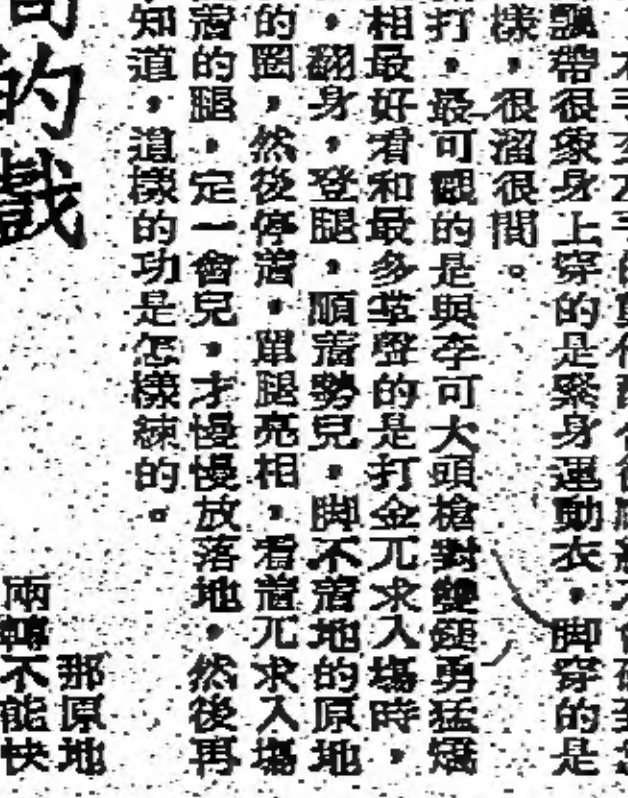 飄帶很象身上穿的是緊身運動衣，脚穿的是
樣，很溜很間。
打，最可觀的是與李可大頭槍對雙鎚勇猛矯
相最好看和最多掌聲的是打金兀求入場時，
，翻身，登腿，順着勢兒，脚不着地的原地
的圈，然後停着，單腿亮相，看着兀求入場
着的腿，定一會兒，才慢慢放落地，然後再
知道，這樣的功是怎樣練的。
的戲
那原地
兩轉不能快